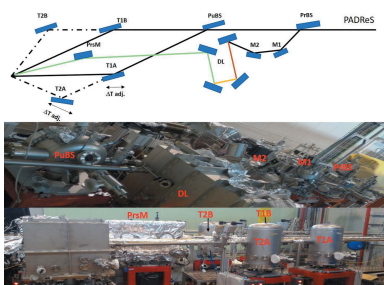 T2B
T1B
PuBS
PrBS
PADReS
PrsM
T1A
DL
M2
M1
T2A
ΔT adj.
ΔT adj.
PuBS
M2
M1
PrBS
DL
PrsM
T2B
T1B
T2A
T1A